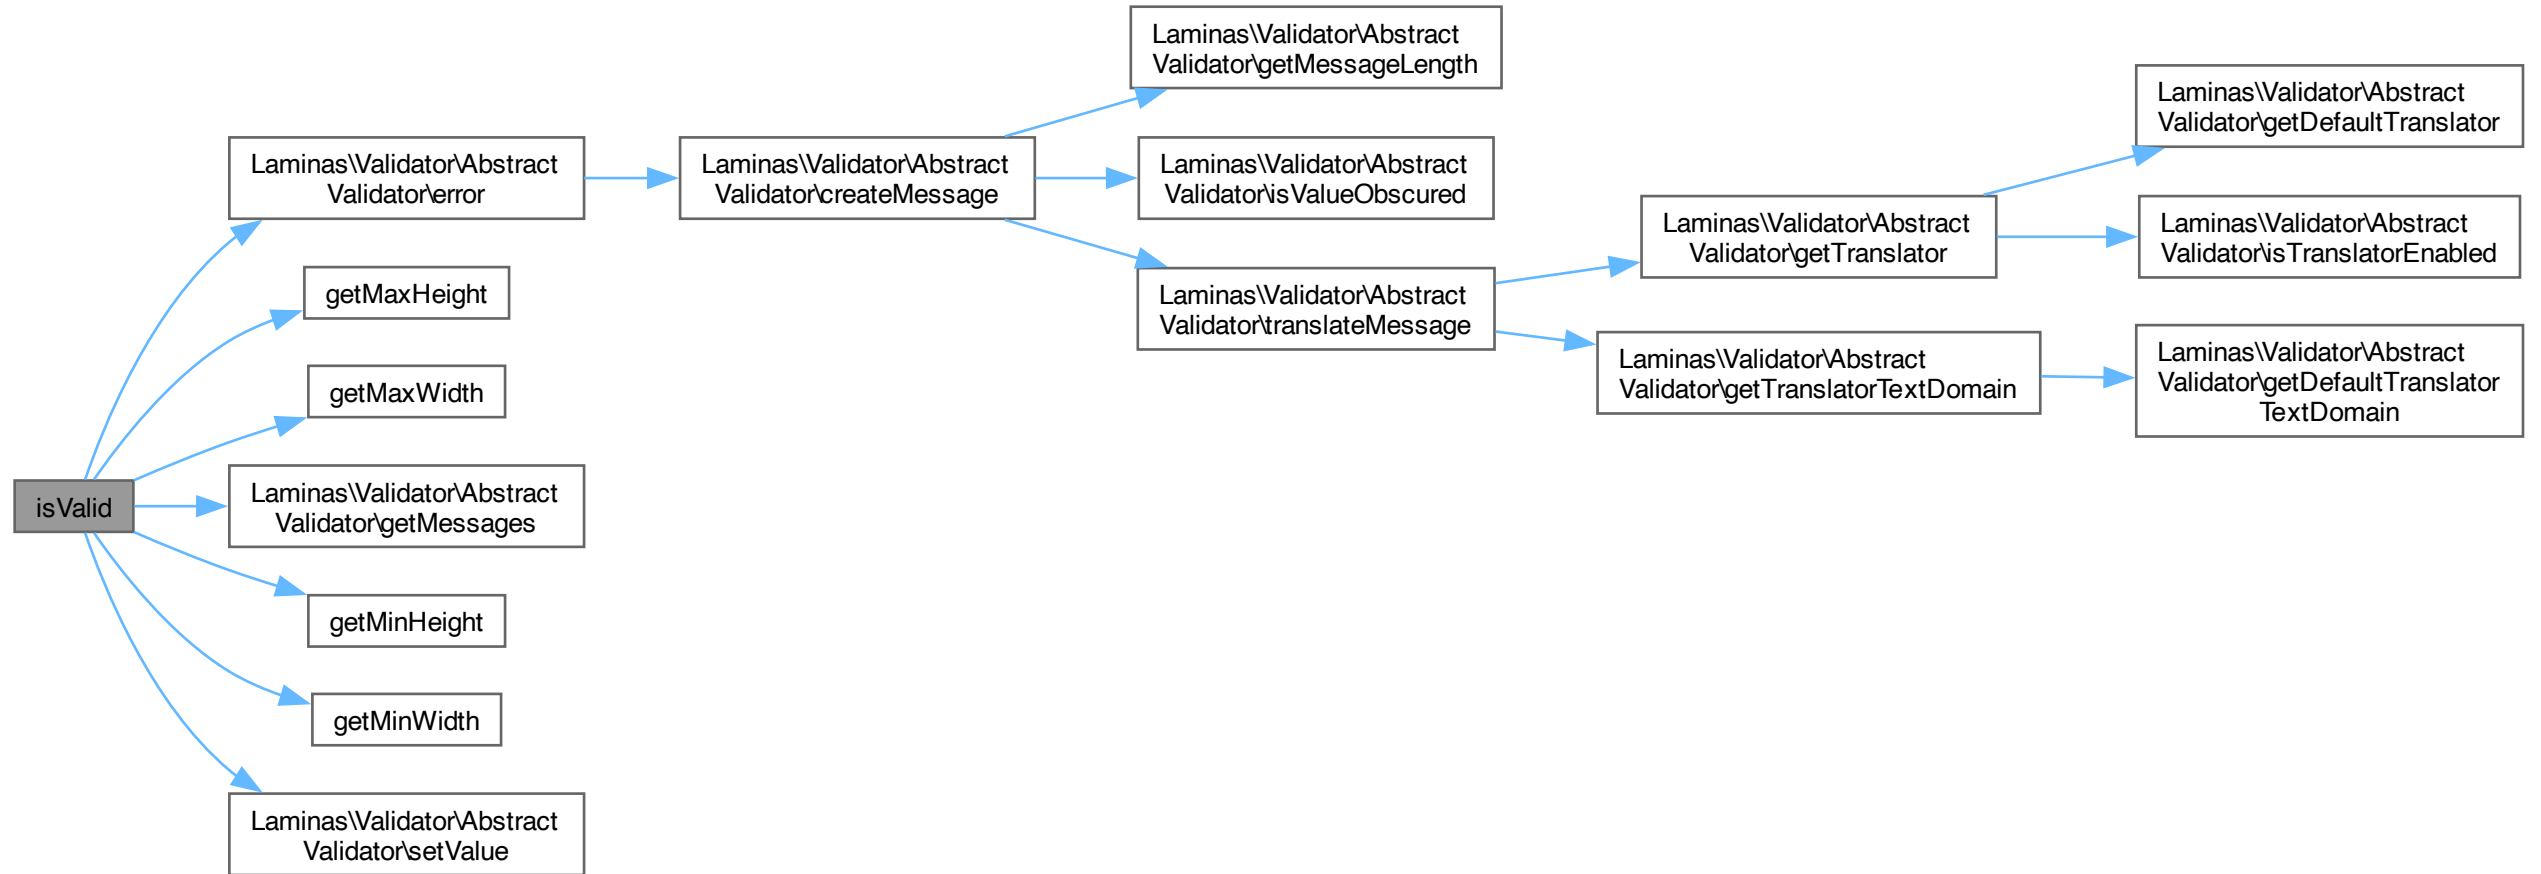 isValid
Laminas\Validator\Abstract
Validator\error
getMaxHeight
getMaxWidth
Laminas\Validator\Abstract
Validator\getMessages
getMinHeight
getMinWidth
Laminas\Validator\Abstract
Validator\setValue
Laminas\Validator\Abstract
Validator\createMessage
Laminas\Validator\Abstract
Validator\getMessageLength
Laminas\Validator\Abstract
Validator\isValueObscured
Laminas\Validator\Abstract
Validator\translateMessage
Laminas\Validator\Abstract
Validator\getTranslator
Laminas\Validator\Abstract
Validator\getTranslatorTextDomain
Laminas\Validator\Abstract
Validator\getDefaultTranslator
Laminas\Validator\Abstract
Validator\isTranslatorEnabled
Laminas\Validator\Abstract
Validator\getDefaultTranslator
TextDomain